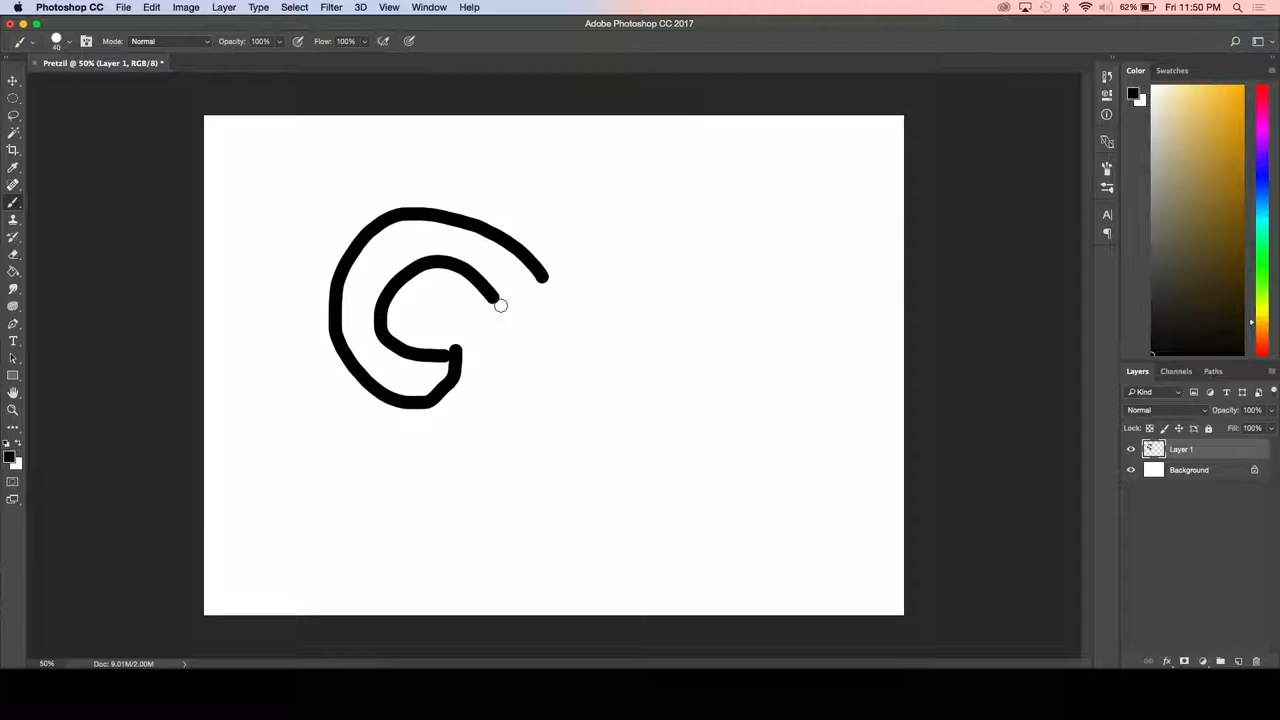 Photoshop CC File Edit Image Layer Type Select Filter 3D View Window Help 62% Fri 11:50 PM
Adobe Photoshop CC 2017
40 Mode: Normal Opacity: 100% Flow: 100%
× Pretzil @ 50% (Layer 1, RGB/8) *
Color Swatches
Layers Channels Paths
Kind
Normal Opacity: 100%
Lock: Fill: 100%
Layer 1
Background
50% Doc: 9.01M/2.00M